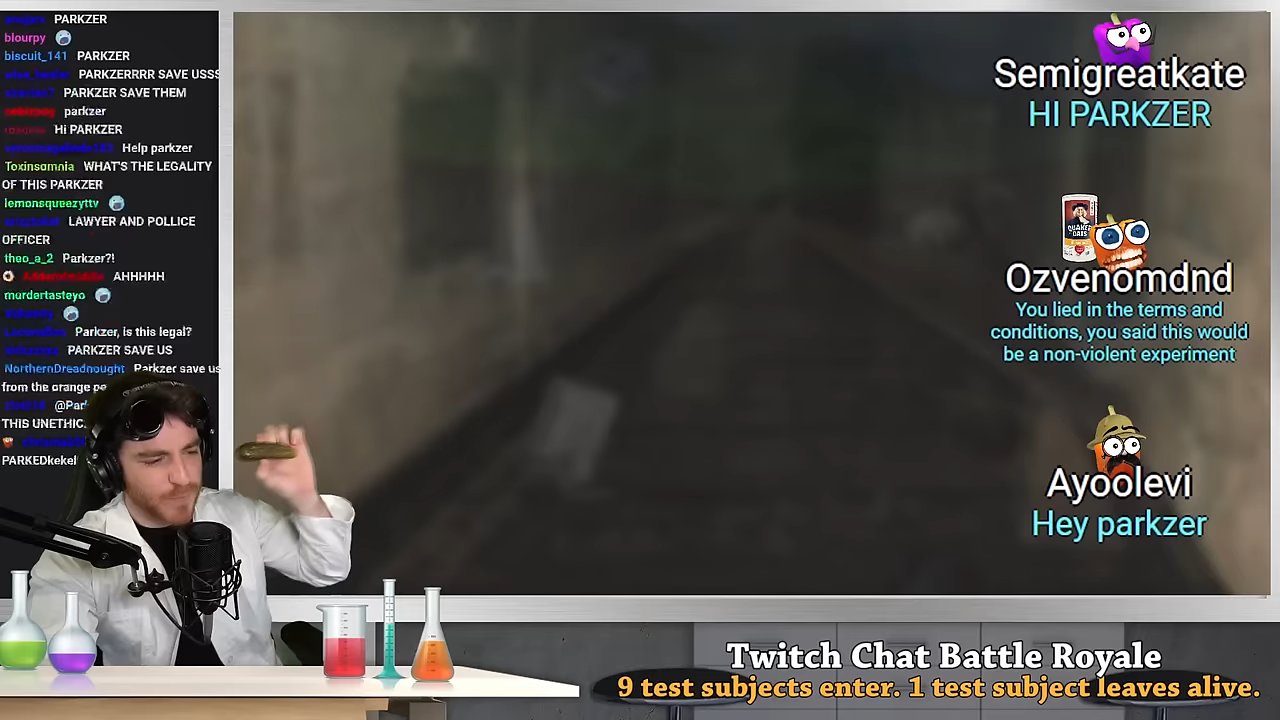 PARKZER
blourpy
biscuit_141 PARKZER
PARKZERRRR SAVE USSS
PARKZER SAVE THEM
parkzer
Hi PARKZER
Help parkzer
Toxinsomnia WHAT'S THE LEGALITY
OF THIS PARKZER
lemonsqueezyttv
LAWYER AND POLLICE
OFFICER
theo_a_2 Parkzer?!
AHHHHH
murdertasteyo
Parkzer, is this legal?
PARKZER SAVE US
NorthernDreadnought Parkzer save us
from the orange pe
@Par
THIS UNETHIC
PARKEDkekel
Semigreatkate
HI PARKZER
QUAKER
OATS
Ozvenomdnd
You lied in the terms and
conditions, you said this would
be a non-violent experiment
Ayoolevi
Hey parkzer
Twitch Chat Battle Royale
9 test subjects enter. 1 test subject leaves alive.